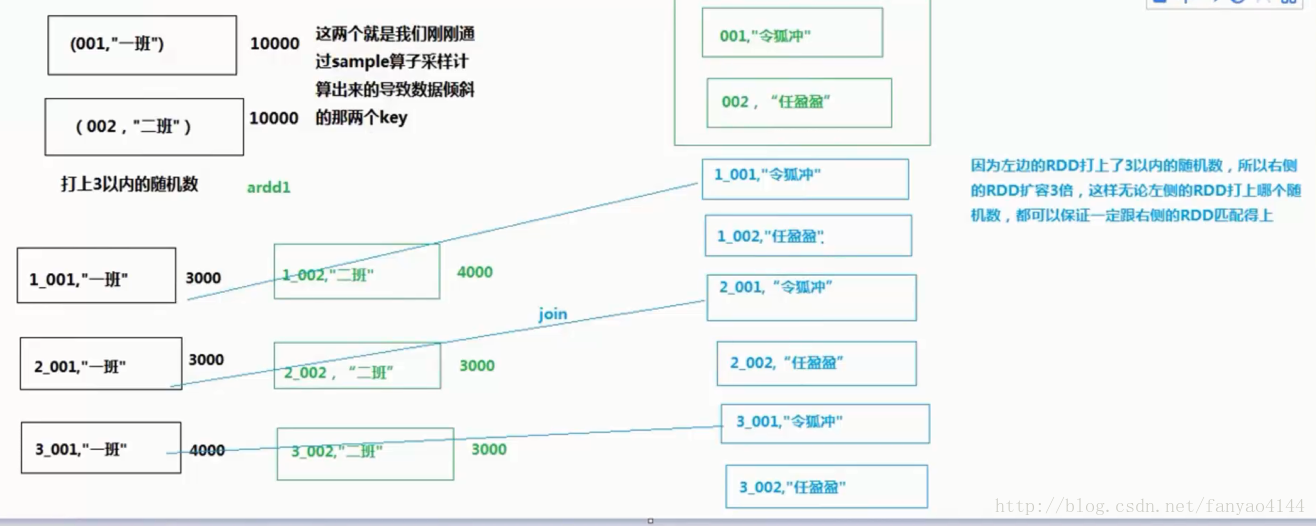 (001,"一班")
10000
这两个就是我们刚刚通
过sample算子采样计
算出来的导致数据倾斜
的那两个key
(002，"二班")
10000
打上3以内的随机数
ardd1
001,"令狐冲"
002，“任盈盈”
因为左边的RDD打上了3以内的随机数，所以右侧
的RDD扩容3倍，这样无论左侧的RDD打上哪个随
机数，都可以保证一定跟右侧的RDD匹配得上
1_001,"一班"
3000
1_002,"二班"
4000
2_001,"一班"
3000
2_002，“二班”
3000
3_001,"一班"
4000
3_002,"二班"
3000
join
1_001,"令狐冲"
1_002,"任盈盈"
2_001,“令狐冲”
2_002,“任盈盈”
3_001,"令狐冲"
3_002,"任盈盈"
http://blog.csdn.net/fanyao4144